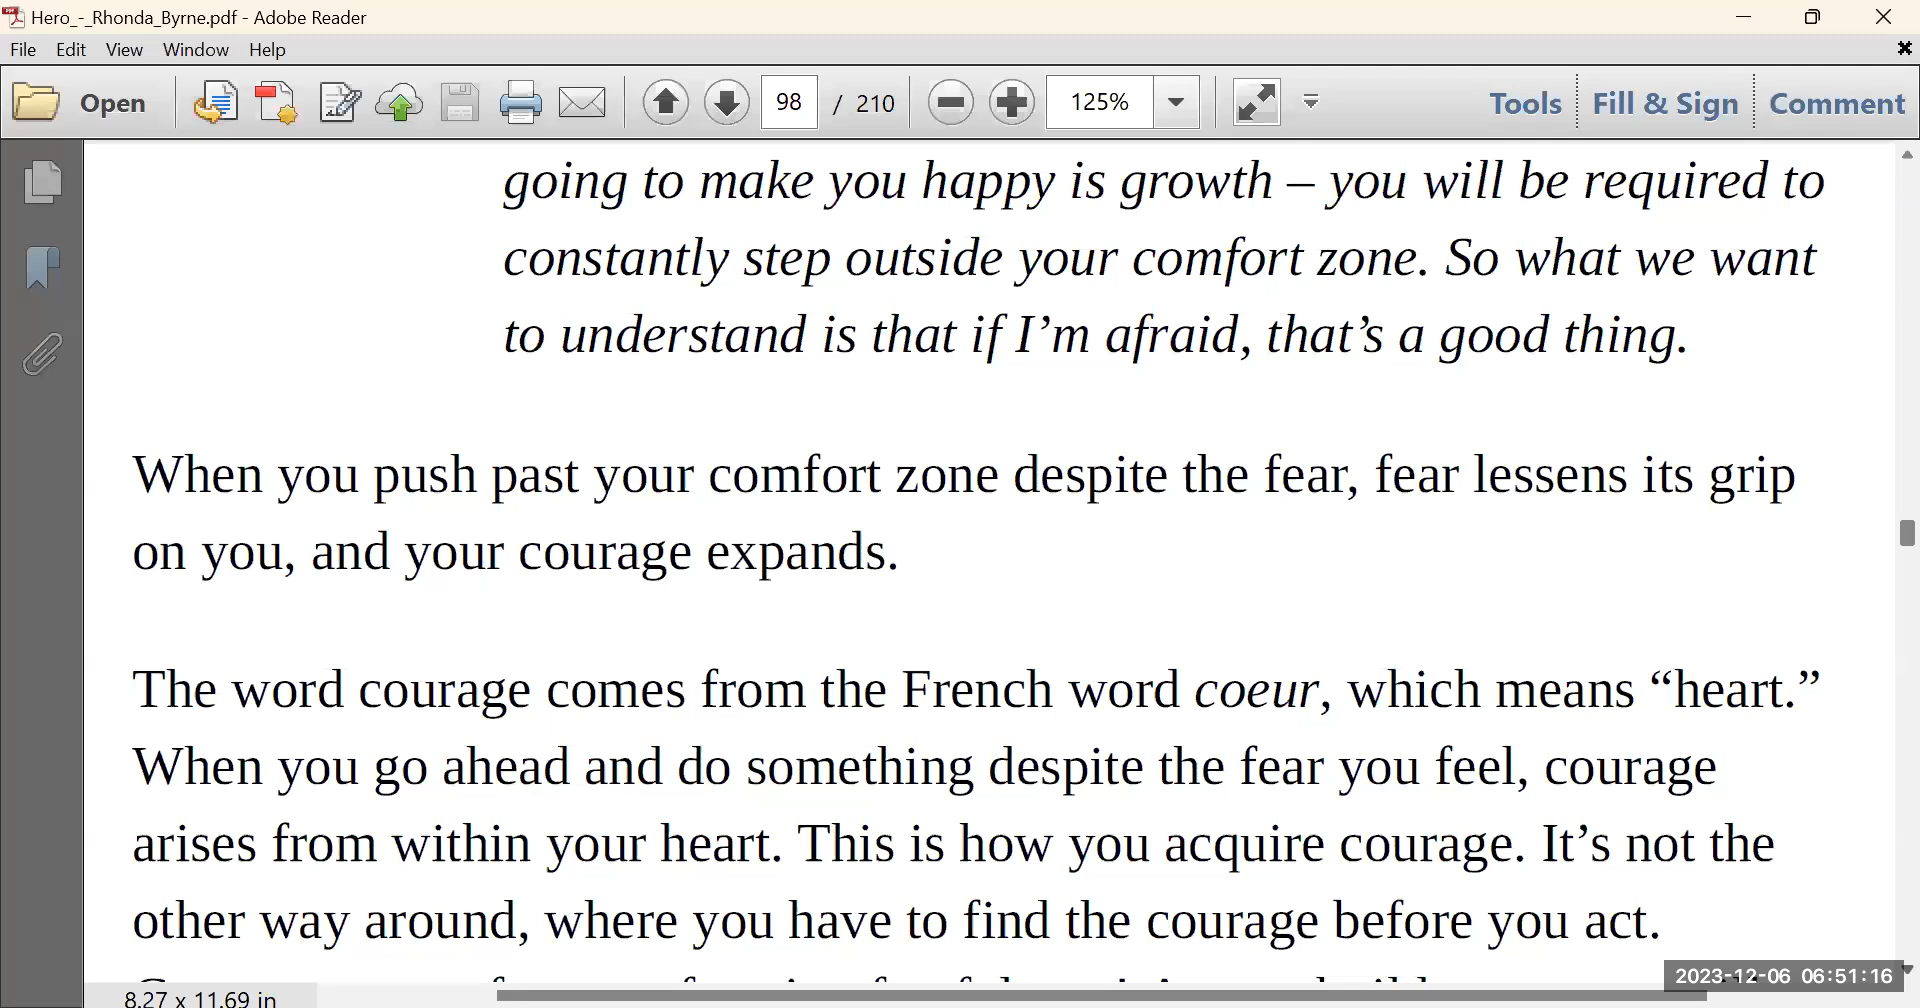 Hero_-_Rhonda_Byrne.pdf - Adobe Reader
File Edit View Window Help
Open 98 / 210 125% Tools Fill & Sign Comment
going to make you happy is growth – you will be required to
constantly step outside your comfort zone. So what we want
to understand is that if I’m afraid, that’s a good thing.
When you push past your comfort zone despite the fear, fear lessens its grip
on you, and your courage expands.
The word courage comes from the French word coeur, which means “heart.”
When you go ahead and do something despite the fear you feel, courage
arises from within your heart. This is how you acquire courage. It’s not the
other way around, where you have to find the courage before you act.
2023-12-06 06:51:16
8.27 x 11.69 in